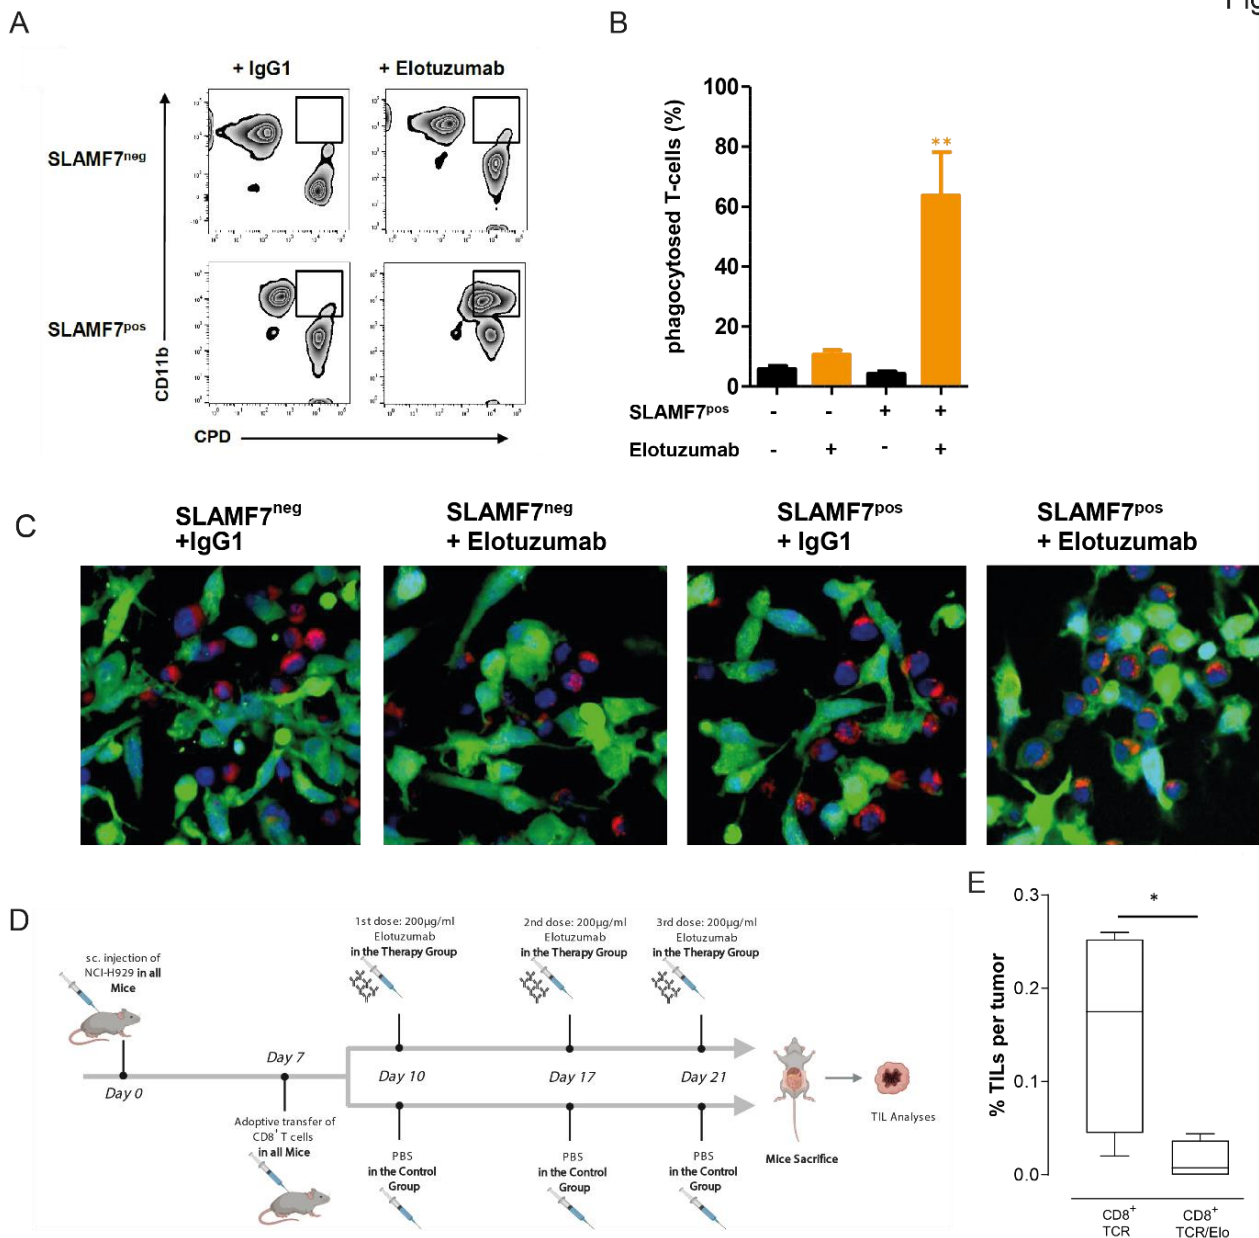 Fig
A
+ IgG1
+ Elotuzumab
SLAMF7neg
SLAMF7pos
CD11b
CPD
B
phagocytosed T-cells (%)
100
80
60
40
20
0
**
SLAMF7pos - - + +
Elotuzumab - + - +
C
SLAMF7neg
+IgG1
SLAMF7neg
+ Elotuzumab
SLAMF7pos
+ IgG1
SLAMF7pos
+ Elotuzumab
D
sc. injection of
NCI-H929 in all
Mice
Day 0
Day 7
Adoptive transfer of
CD8+ T cells
in all Mice
1st dose: 200µg/ml
Elotuzumab
in the Therapy Group
2nd dose: 200µg/ml
Elotuzumab
in the Therapy Group
3rd dose: 200µg/ml
Elotuzumab
in the Therapy Group
Day 10
Day 17
Day 21
PBS
in the Control
Group
PBS
in the Control
Group
PBS
in the Control
Group
Mice Sacrifice
TIL Analyses
E
% TILs per tumor
0.3
0.2
0.1
0.0
*
CD8+
TCR
CD8+
TCR/Elo